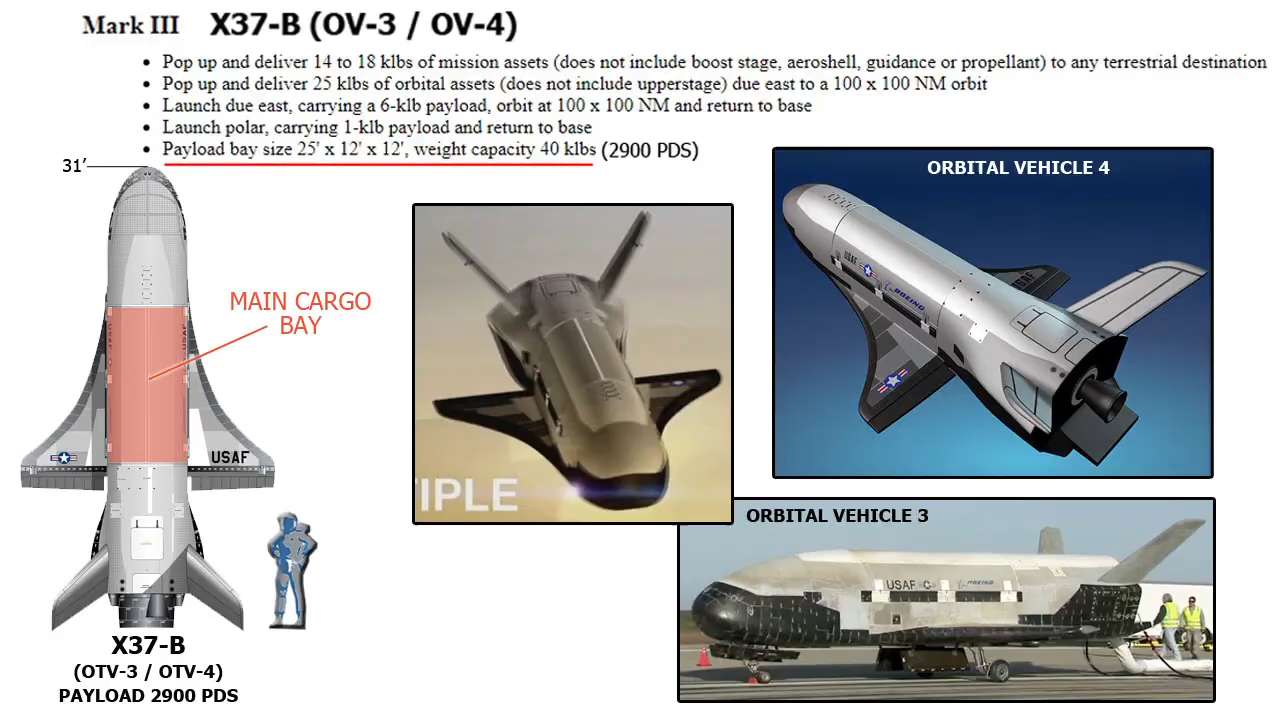 Mark III X37-B (OV-3 / OV-4)
• Pop up and deliver 14 to 18 klbs of mission assets (does not include boost stage, aeroshell, guidance or propellant) to any terrestrial destination
• Pop up and deliver 25 klbs of orbital assets (does not include upperstage) due east to a 100 x 100 NM orbit
• Launch due east, carrying a 6-klb payload, orbit at 100 x 100 NM and return to base
• Launch polar, carrying 1-klb payload and return to base
• Payload bay size 25' x 12' x 12', weight capacity 40 klbs (2900 PDS)
31′
MAIN CARGO
BAY
USAF
X37-B
(OTV-3 / OTV-4)
PAYLOAD 2900 PDS
TIPLE
ORBITAL VEHICLE 4
USAF
BOEING
ORBITAL VEHICLE 3
USAF
BOEING